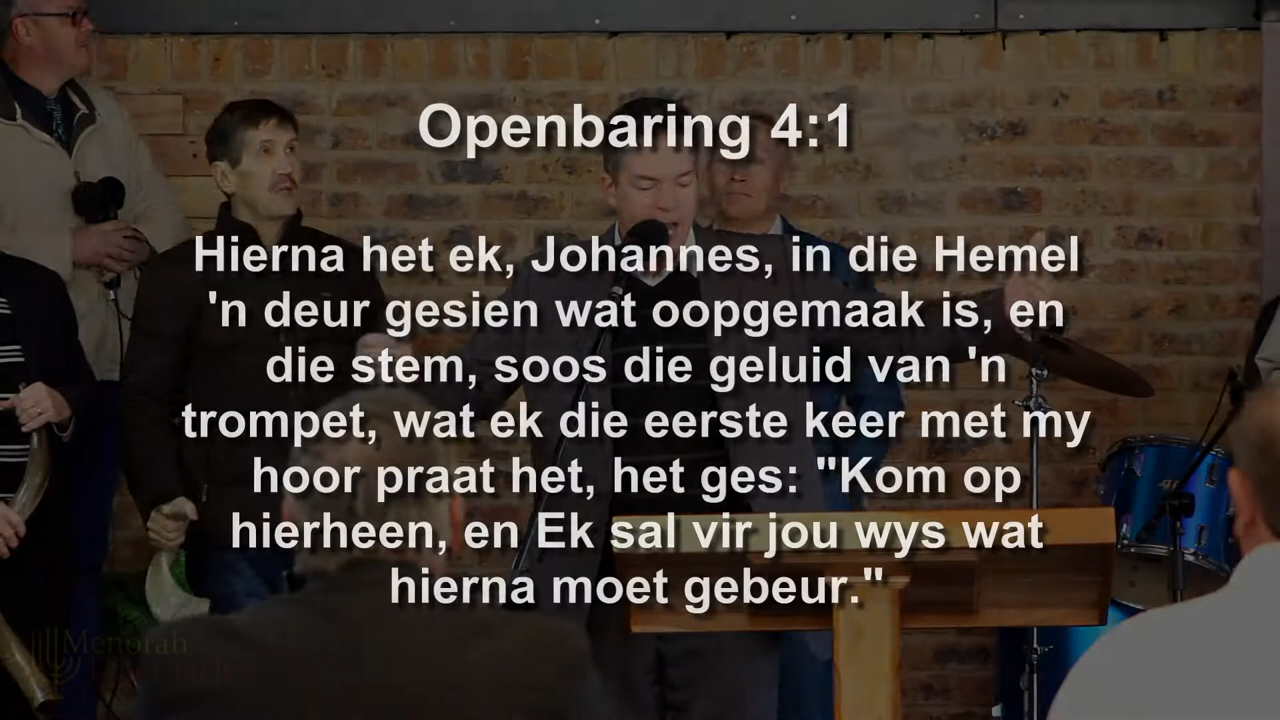 Openbaring 4:1
Hierna het ek, Johannes, in die Hemel
'n deur gesien wat oopgemaak is, en
die stem, soos die geluid van 'n
trompet, wat ek die eerste keer met my
hoor praat het, het ges: "Kom op
hierheen, en Ek sal vir jou wys wat
hierna moet gebeur."
Menorah